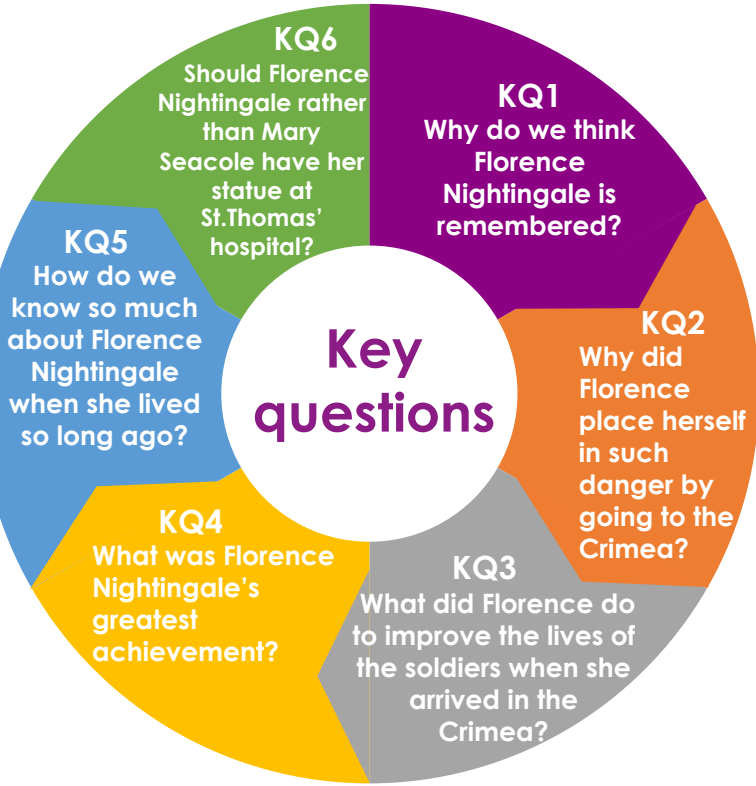 Key
questions
KQ1
Why do we think
Florence
Nightingale is
remembered?
KQ2
Why did
Florence
place herself
in such
danger by
going to the
Crimea?
KQ3
What did Florence do
to improve the lives of
the soldiers when she
arrived in the
Crimea?
KQ4
What was Florence
Nightingale’s
greatest
achievement?
KQ5
How do we
know so much
about Florence
Nightingale
when she lived
so long ago?
KQ6
Should Florence
Nightingale rather
than Mary
Seacole have her
statue at
St.Thomas’
hospital?